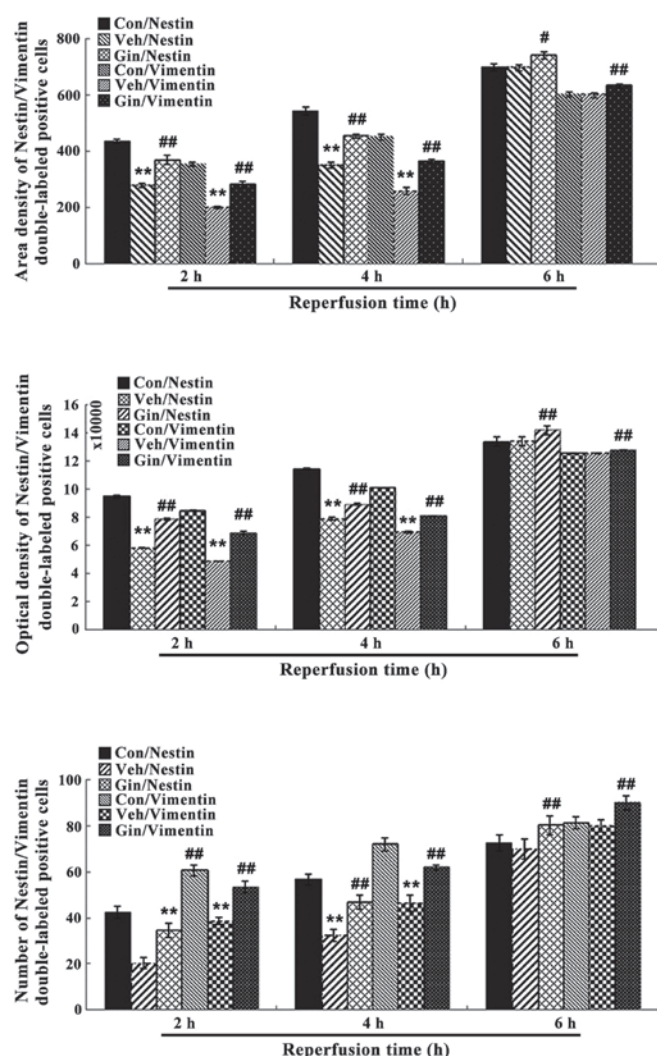 Con/Nestin
Veh/Nestin
Gin/Nestin
Con/Vimentin
Veh/Vimentin
Gin/Vimentin
Area density of Nestin/Vimentin
double-labeled positive cells
800
600
400
200
0
** ## ** ##
** ## ** ##
# ##
2 h 4 h 6 h
Reperfusion time (h)
Con/Nestin
Veh/Nestin
Gin/Nestin
Con/Vimentin
Veh/Vimentin
Gin/Vimentin
Optical density of Nestin/Vimentin
double-labeled positive cells
x10000
16
14
12
10
8
6
4
2
0
** ## ** ##
** ## ** ##
## ##
2 h 4 h 6 h
Reperfusion time (h)
Con/Nestin
Veh/Nestin
Gin/Nestin
Con/Vimentin
Veh/Vimentin
Gin/Vimentin
Number of Nestin/Vimentin
double-labeled positive cells
100
80
60
40
20
0
** ## ** ##
** ## ** ##
## ##
2 h 4 h 6 h
Reperfusion time (h)